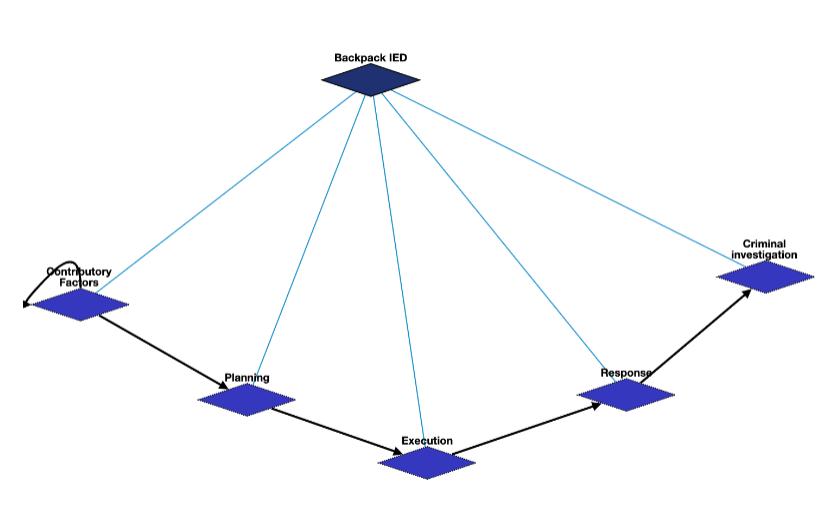 Backpack IED
Criminal
investigation
Contributory
Factors
Planning
Response
Execution